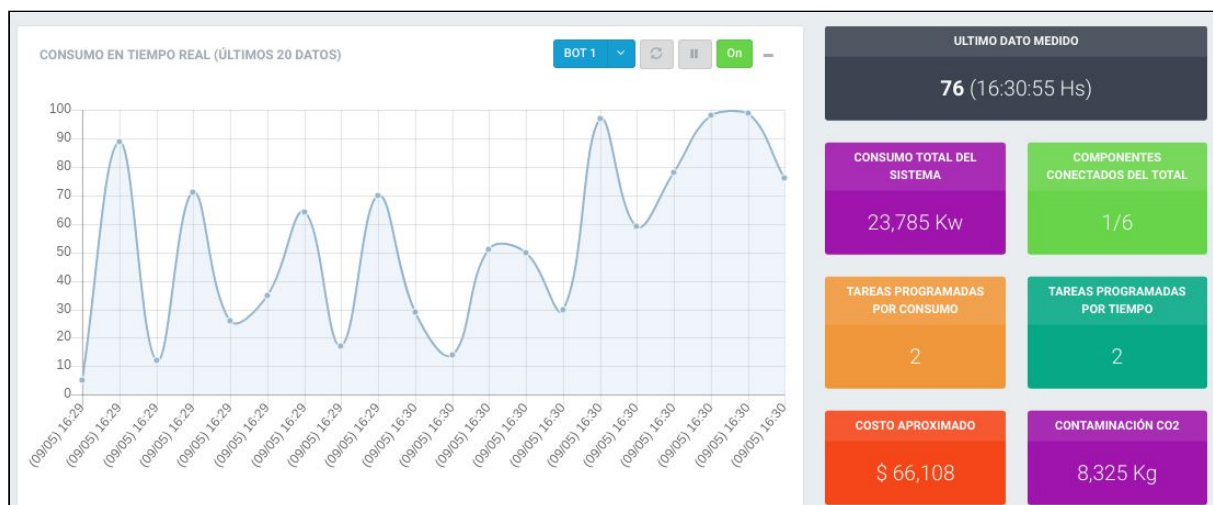 CONSUMO EN TIEMPO REAL (ÚLTIMOS 20 DATOS)
BOT 1
On
100
90
80
70
60
50
40
30
20
10
0
(09/05) 16:29
(09/05) 16:29
(09/05) 16:29
(09/05) 16:29
(09/05) 16:29
(09/05) 16:29
(09/05) 16:29
(09/05) 16:29
(09/05) 16:29
(09/05) 16:30
(09/05) 16:30
(09/05) 16:30
(09/05) 16:30
(09/05) 16:30
(09/05) 16:30
(09/05) 16:30
(09/05) 16:30
(09/05) 16:30
(09/05) 16:30
(09/05) 16:30
ULTIMO DATO MEDIDO
76 (16:30:55 Hs)
CONSUMO TOTAL DEL
SISTEMA
23,785 Kw
COMPONENTES
CONECTADOS DEL TOTAL
1/6
TAREAS PROGRAMADAS
POR CONSUMO
2
TAREAS PROGRAMADAS
POR TIEMPO
2
COSTO APROXIMADO
$ 66,108
CONTAMINACIÓN CO2
8,325 Kg